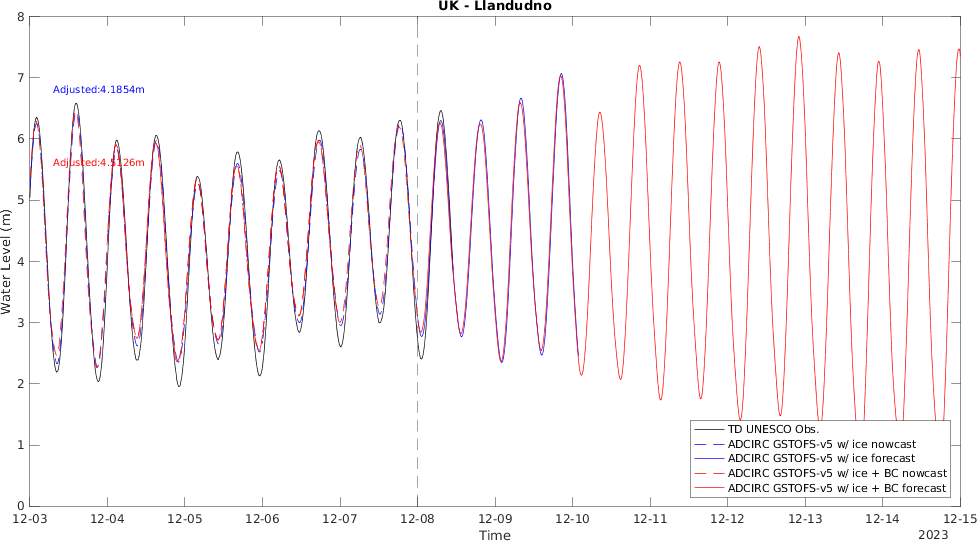 UK - Llandudno
8
7
6
5
4
3
2
1
0
Water Level (m)
Adjusted:4.1854m
Adjusted:4.5126m
TD UNESCO Obs.
ADCIRC GSTOFS-v5 w/ ice nowcast
ADCIRC GSTOFS-v5 w/ ice forecast
ADCIRC GSTOFS-v5 w/ ice + BC nowcast
ADCIRC GSTOFS-v5 w/ ice + BC forecast
12-03 12-04 12-05 12-06 12-07 12-08 12-09 12-10 12-11 12-12 12-13 12-14 12-15
Time
2023